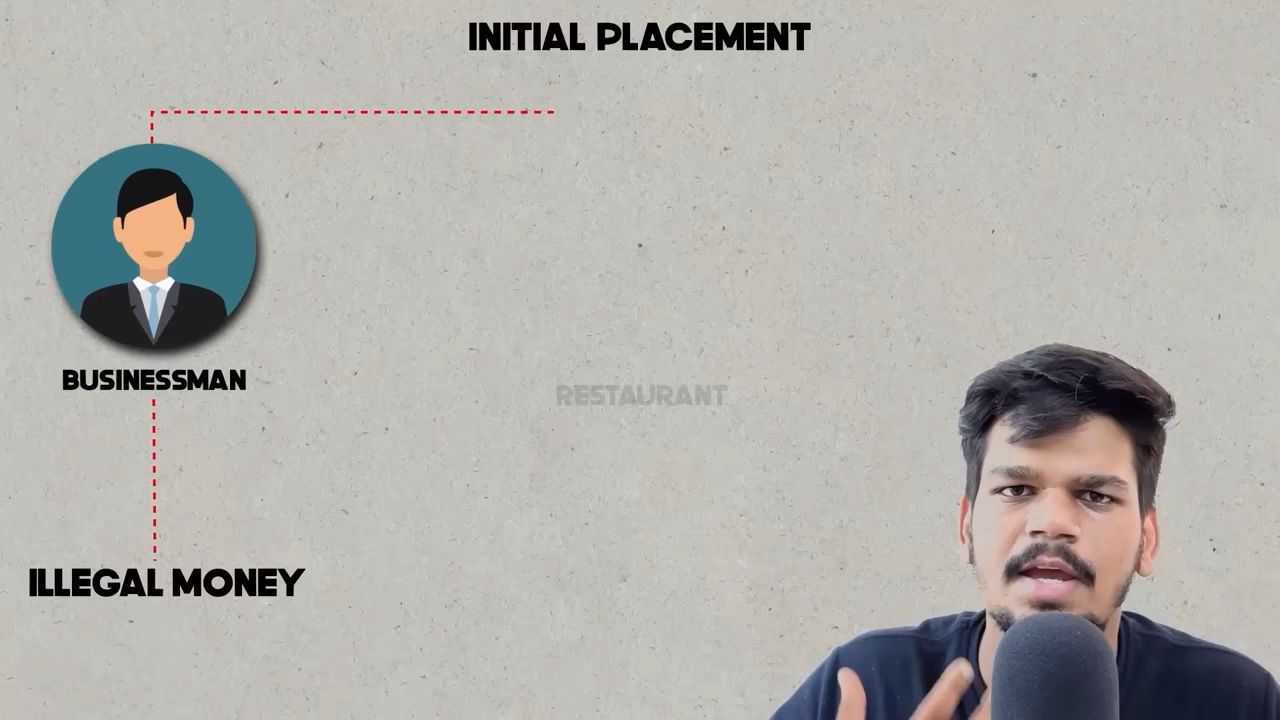 INITIAL PLACEMENT
BUSINESSMAN
RESTAURANT
ILLEGAL MONEY